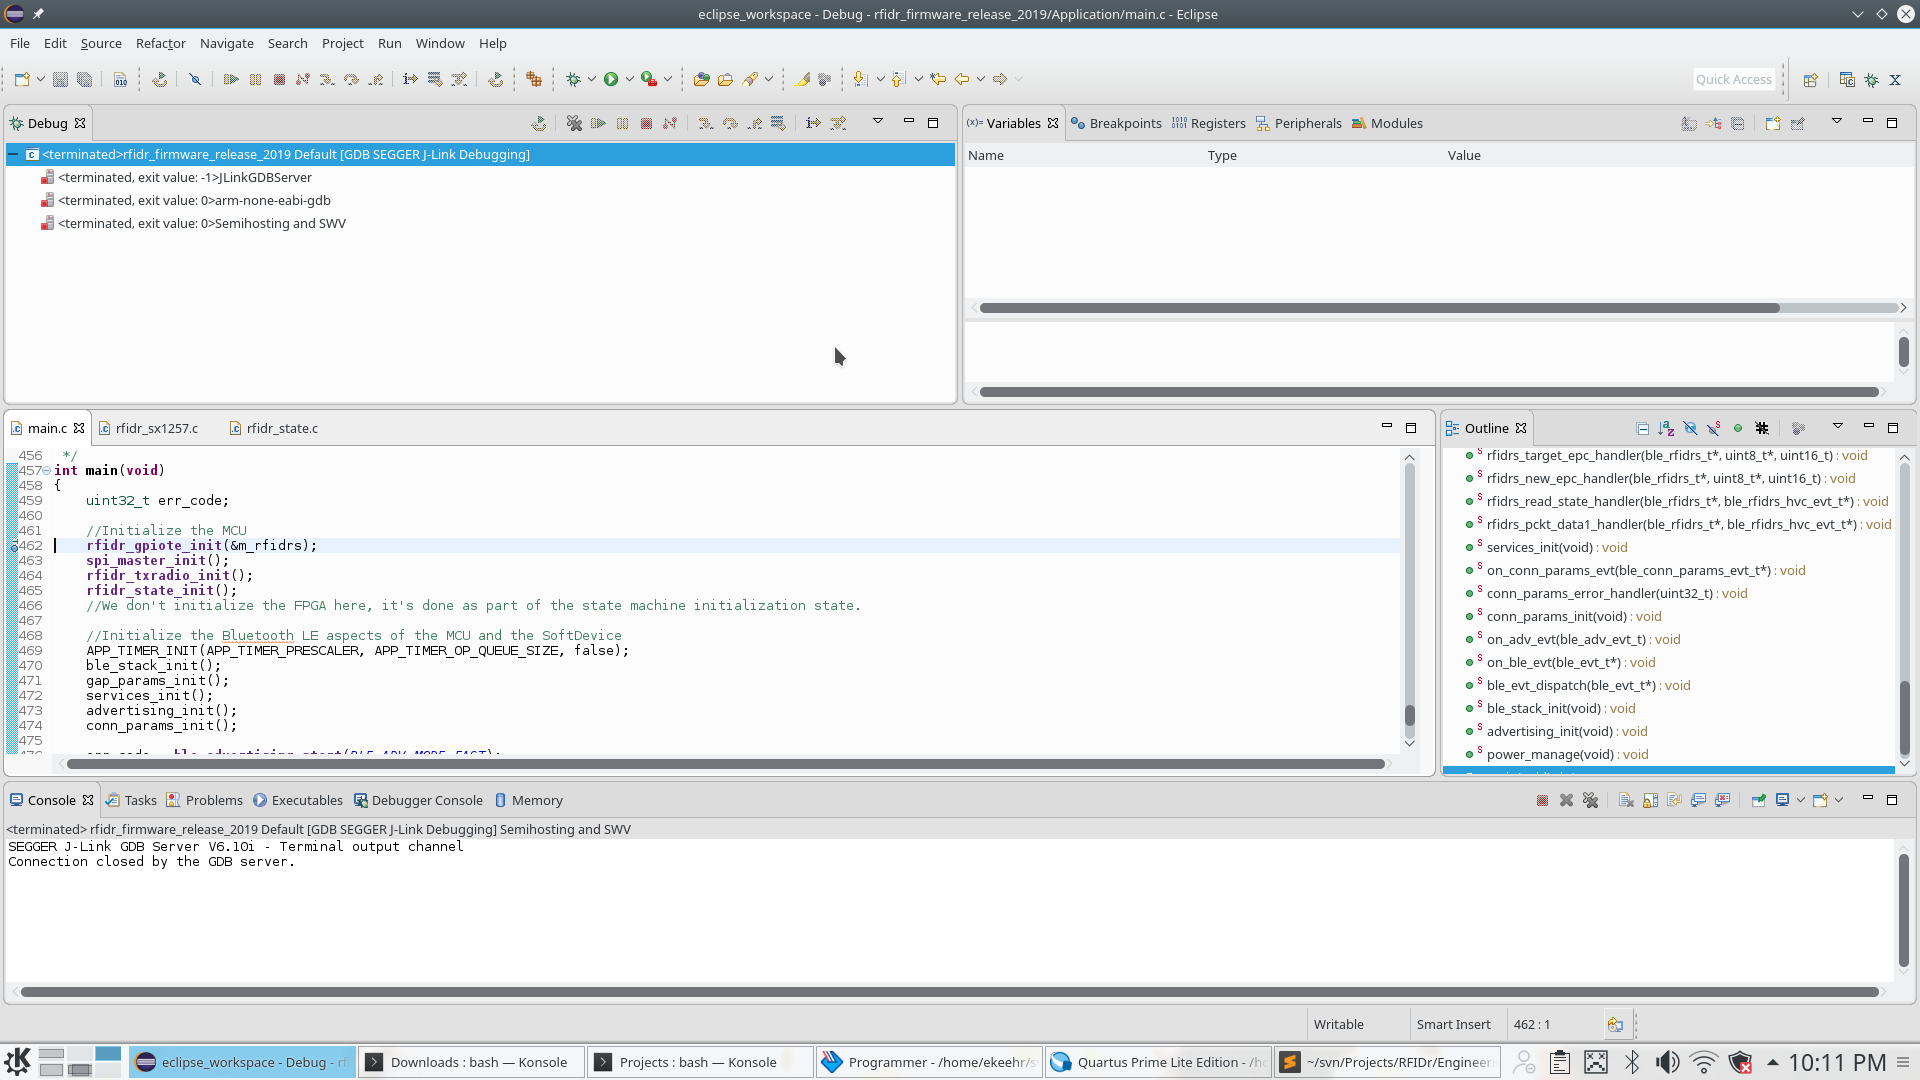 eclipse_workspace - Debug - rfidr_firmware_release_2019/Application/main.c - Eclipse
File Edit Source Refactor Navigate Search Project Run Window Help
Quick Access
Debug
<terminated>rfidr_firmware_release_2019 Default [GDB SEGGER J-Link Debugging]
<terminated, exit value: -1>JLinkGDBServer
<terminated, exit value: 0>arm-none-eabi-gdb
<terminated, exit value: 0>Semihosting and SWV
(x)= Variables Breakpoints 1010 0101 Registers Peripherals Modules
Name Type Value
main.c rfidr_sx1257.c rfidr_state.c
456 */
457 int main(void)
458 {
459 uint32_t err_code;
460
461 //Initialize the MCU
462 rfidr_gpiote_init(&m_rfidrs);
463 spi_master_init();
464 rfidr_txradio_init();
465 rfidr_state_init();
466 //We don't initialize the FPGA here, it's done as part of the state machine initialization state.
467
468 //Initialize the Bluetooth LE aspects of the MCU and the SoftDevice
469 APP_TIMER_INIT(APP_TIMER_PRESCALER, APP_TIMER_OP_QUEUE_SIZE, false);
470 ble_stack_init();
471 gap_params_init();
472 services_init();
473 advertising_init();
474 conn_params_init();
475
Outline
rfidrs_target_epc_handler(ble_rfidrs_t*, uint8_t*, uint16_t) : void
rfidrs_new_epc_handler(ble_rfidrs_t*, uint8_t*, uint16_t) : void
rfidrs_read_state_handler(ble_rfidrs_t*, ble_rfidrs_hvc_evt_t*) : void
rfidrs_pckt_data1_handler(ble_rfidrs_t*, ble_rfidrs_hvc_evt_t*) : void
services_init(void) : void
on_conn_params_evt(ble_conn_params_evt_t*) : void
conn_params_error_handler(uint32_t) : void
conn_params_init(void) : void
on_adv_evt(ble_adv_evt_t) : void
on_ble_evt(ble_evt_t*) : void
ble_evt_dispatch(ble_evt_t*) : void
ble_stack_init(void) : void
advertising_init(void) : void
power_manage(void) : void
Console Tasks Problems Executables Debugger Console Memory
<terminated> rfidr_firmware_release_2019 Default [GDB SEGGER J-Link Debugging] Semihosting and SWV
SEGGER J-Link GDB Server V6.10i - Terminal output channel
Connection closed by the GDB server.
Writable Smart Insert 462 : 1
eclipse_workspace - Debug - rf
Downloads : bash — Konsole
Projects : bash — Konsole
Programmer - /home/ekeehr/s
Quartus Prime Lite Edition - /h
~/svn/Projects/RFIDr/Engineeri
10:11 PM